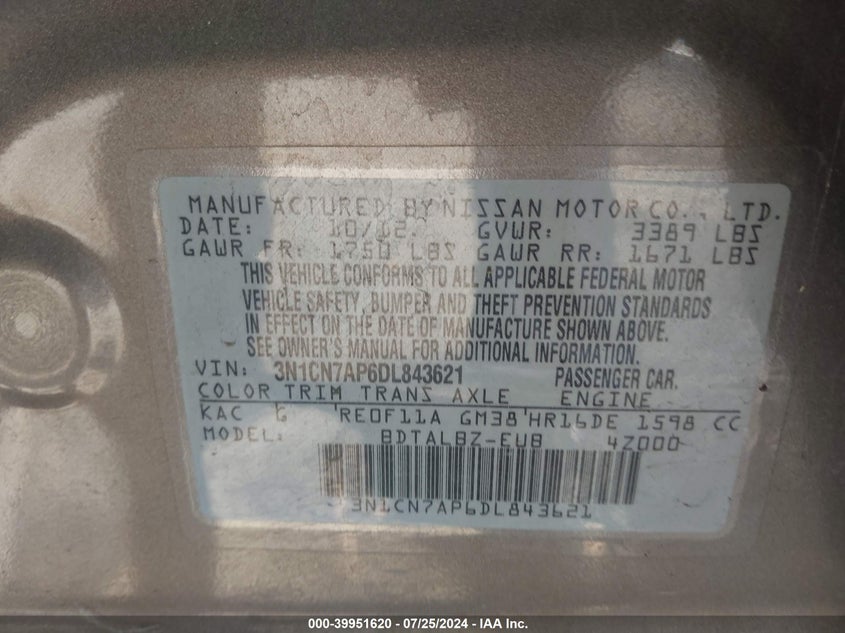 MANUFACTURED BY NISSAN MOTOR CO., LTD.
DATE: 10/12 GVWR: 3389 LBS
GAWR FR: 1750 LBS GAWR RR: 1671 LBS
THIS VEHICLE CONFORMS TO ALL APPLICABLE FEDERAL MOTOR
VEHICLE SAFETY, BUMPER AND THEFT PREVENTION STANDARDS
IN EFFECT ON THE DATE OF MANUFACTURE SHOWN ABOVE.
SEE OWNER'S MANUAL FOR ADDITIONAL INFORMATION.
VIN: 3N1CN7AP6DL843621 PASSENGER CAR.
COLOR TRIM TRANS AXLE ENGINE
KAC G RE0F11A GM38 HR16DE 1598 CC
MODEL: BDTALBZ-EUB 4Z000
3N1CN7AP6DL843621
000-39951620 - 07/25/2024 - IAA Inc.